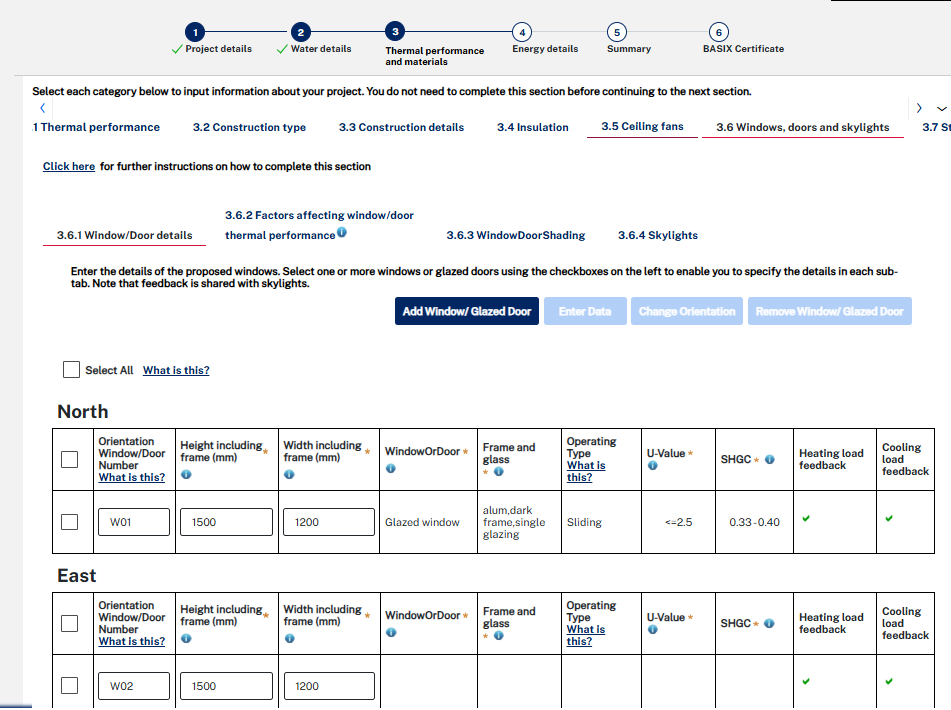 1 2 3 4 5 6
Project details Water details Thermal performance and materials Energy details Summary BASIX Certificate
Select each category below to input information about your project. You do not need to complete this section before continuing to the next section.
.1 Thermal performance 3.2 Construction type 3.3 Construction details 3.4 Insulation 3.5 Ceiling fans 3.6 Windows, doors and skylights 3.7 St
Click here for further instructions on how to complete this section
3.6.1 Window/Door details
3.6.2 Factors affecting window/door
thermal performance
3.6.3 WindowDoorShading
3.6.4 Skylights
Enter the details of the proposed windows. Select one or more windows or glazed doors using the checkboxes on the left to enable you to specify the details in each sub-
tab. Note that feedback is shared with skylights.
Add Window/ Glazed Door Enter Data Change Orientation Remove Window/ Glazed Door
Select All What is this?
North
Orientation
Window/Door
Number
What is this?
Height including *
frame (mm)
Width including *
frame (mm)
WindowOrDoor *
Frame and
glass
*
Operating
Type
What is
this?
U-Value *
SHGC *
Heating load
feedback
Cooling
load
feedback
W01
1500
1200
Glazed window
alum,dark
frame,single
glazing
Sliding
<=2.5
0.33 - 0.40
East
Orientation
Window/Door
Number
What is this?
Height including *
frame (mm)
Width including *
frame (mm)
WindowOrDoor *
Frame and
glass
*
Operating
Type
What is
this?
U-Value *
SHGC *
Heating load
feedback
Cooling
load
feedback
W02
1500
1200